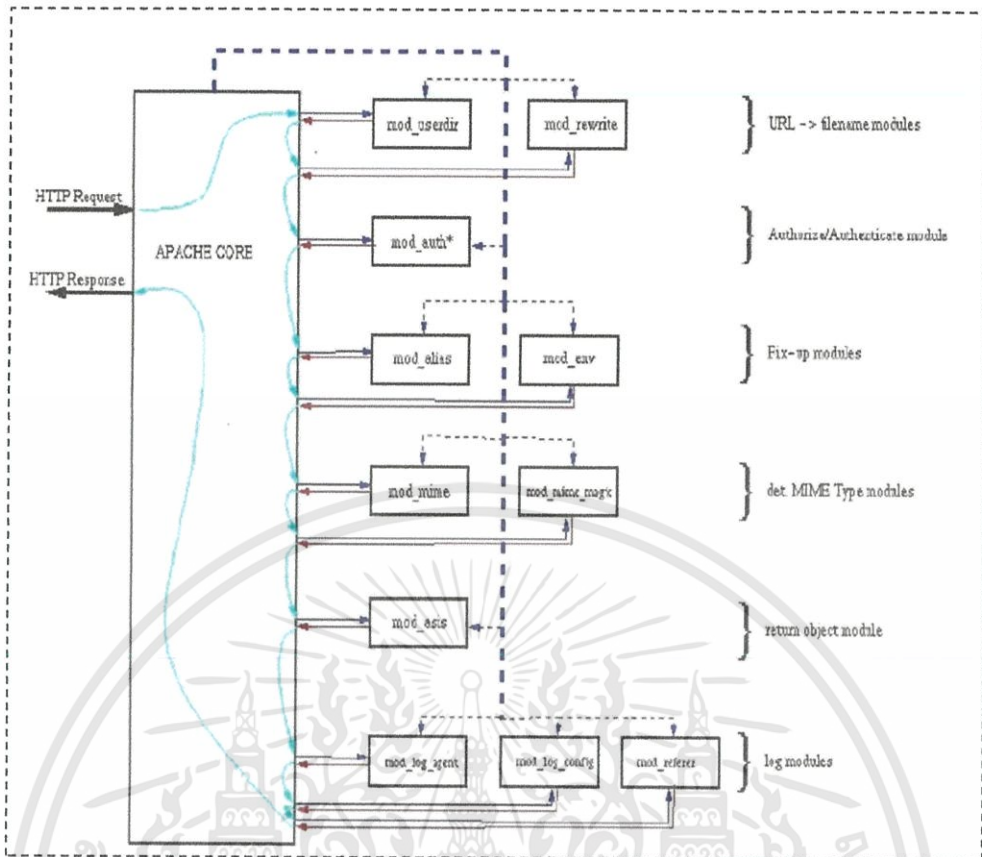 mod_userdir
mod_rewrite
} URL -> filename modules
HTTP Request
APACHE CORE
mod_auth*
} Authorize/Authenticate module
HTTP Response
mod_alias
mod_env
} Fix-up modules
mod_mime
mod_mime_magic
} det. MIME Type modules
mod_asis
} return object module
mod_log_agent
mod_log_config
mod_referer
} log modules